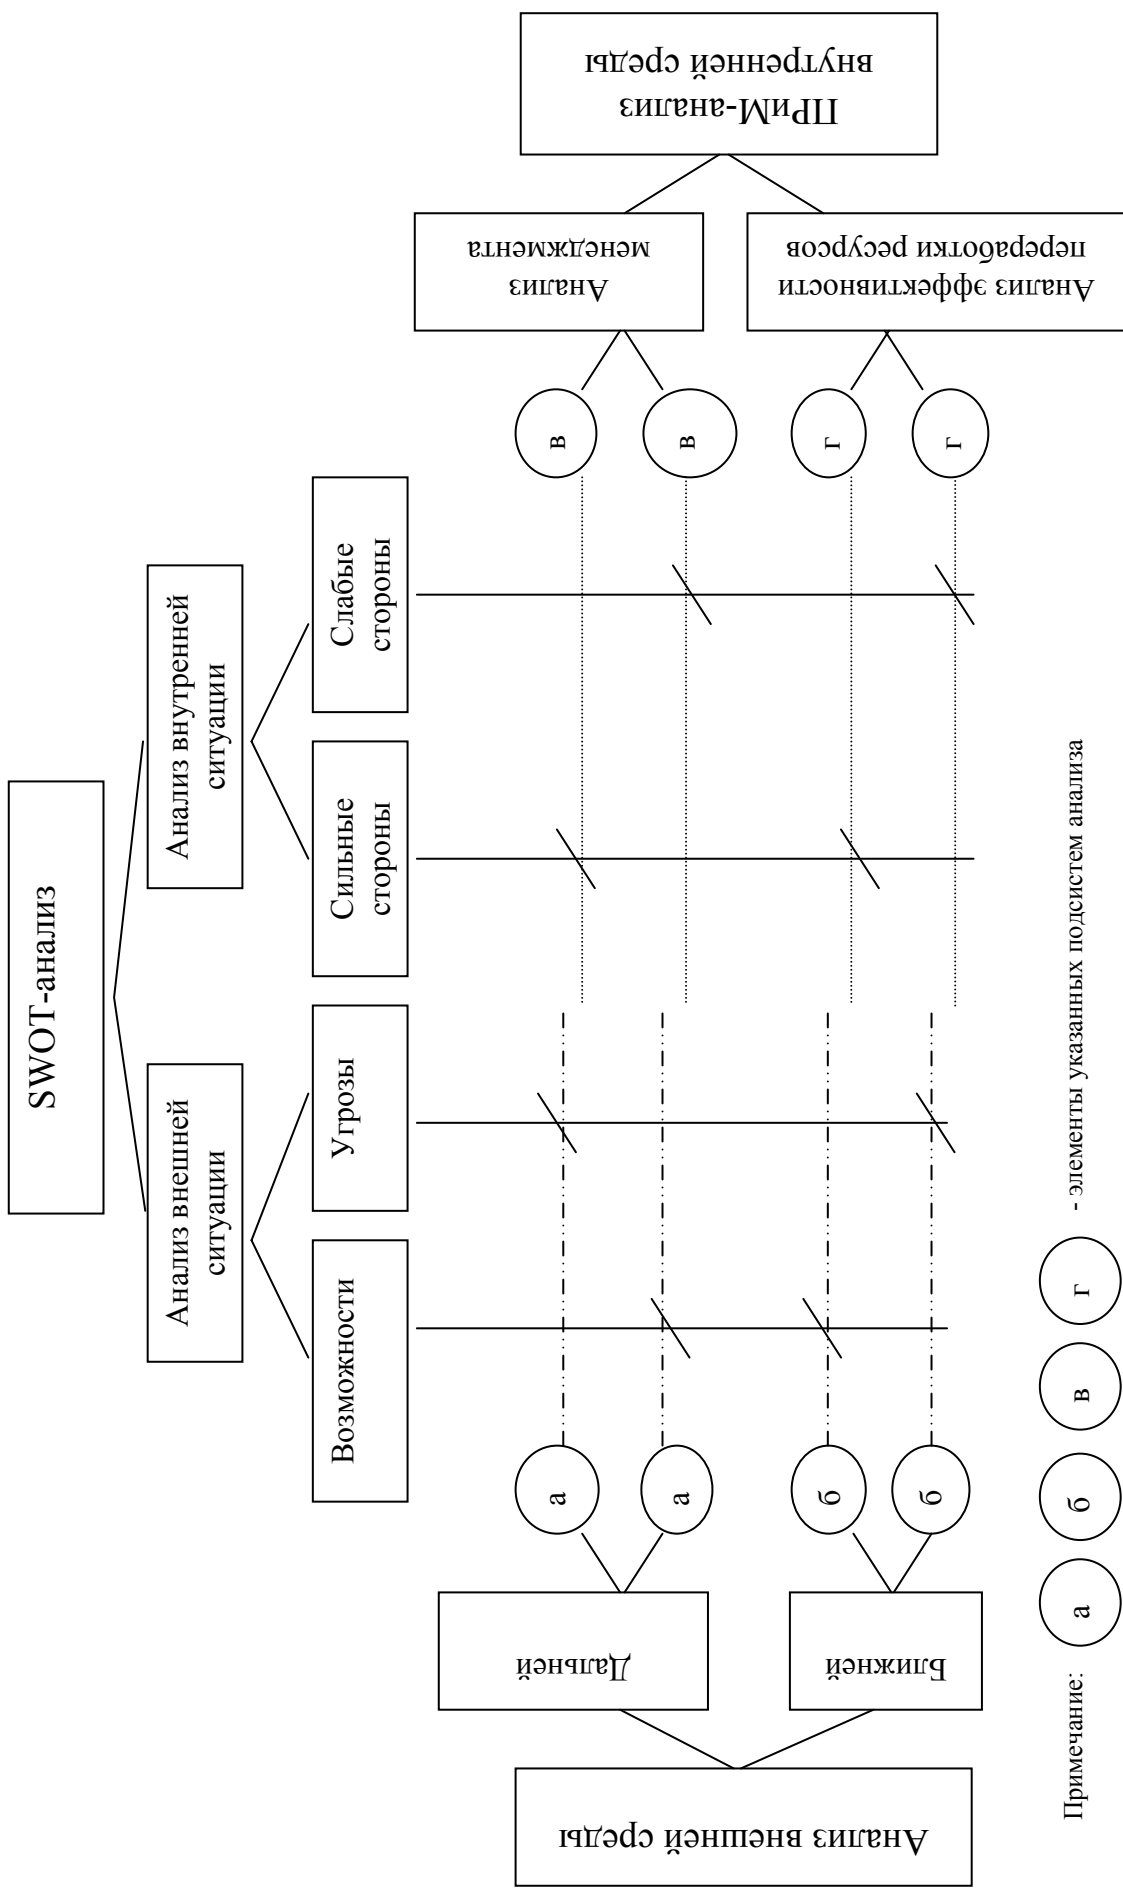 SWOT-анализ
Анализ внешней
ситуации
Анализ внутренней
ситуации
Возможности
Угрозы
Сильные
стороны
Слабые
стороны
Анализ внешней среды
Дальней
Ближней
а
а
б
б
в
в
г
г
Анализ
менеджмента
Анализ эффективности
переработки ресурсов
ПРиМ-анализ
внутренней среды
Примечание:
а
б
в
г
- элементы указанных подсистем анализа